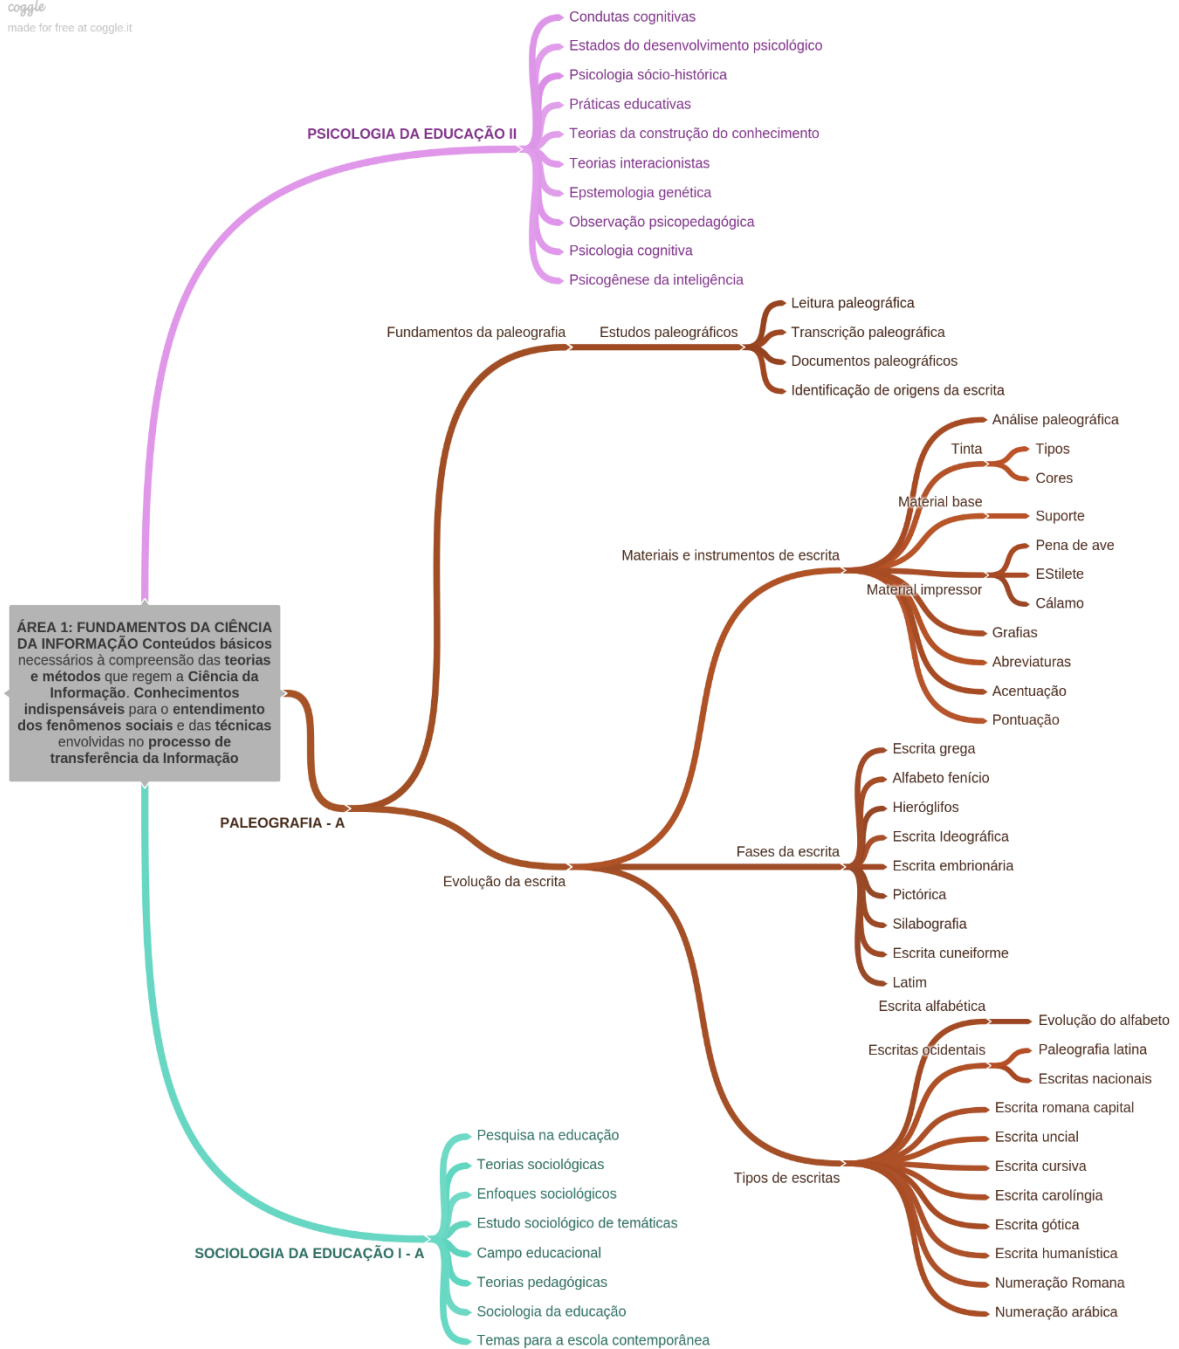 coggle
made for free at coggle.it
Condutas cognitivas
Estados do desenvolvimento psicológico
Psicologia sócio-histórica
Práticas educativas
PSICOLOGIA DA EDUCAÇÃO II
Teorias da construção do conhecimento
Teorias interacionistas
Epstemologia genética
Observação psicopedagógica
Psicologia cognitiva
Psicogênese da inteligência
Fundamentos da paleografia
Estudos paleográficos
Leitura paleográfica
Transcrição paleográfica
Documentos paleográficos
Identificação de origens da escrita
Materiais e instrumentos de escrita
Análise paleográfica
Tinta
Tipos
Cores
Material base
Suporte
Material impressor
Pena de ave
EStilete
Cálamo
Grafias
Abreviaturas
Acentuação
Pontuação
ÁREA 1: FUNDAMENTOS DA CIÊNCIA
DA INFORMAÇÃO Conteúdos básicos
necessários à compreensão das teorias
e métodos que regem a Ciência da
Informação. Conhecimentos
indispensáveis para o entendimento
dos fenômenos sociais e das técnicas
envolvidas no processo de
transferência da Informação
PALEOGRAFIA - A
Evolução da escrita
Fases da escrita
Escrita grega
Alfabeto fenício
Hieróglifos
Escrita Ideográfica
Escrita embrionária
Pictórica
Silabografia
Escrita cuneiforme
Latim
Tipos de escritas
Escrita alfabética
Evolução do alfabeto
Escritas ocidentais
Paleografia latina
Escritas nacionais
Escrita romana capital
Escrita uncial
Escrita cursiva
Escrita carolíngia
Escrita gótica
Escrita humanística
Numeração Romana
Numeração arábica
SOCIOLOGIA DA EDUCAÇÃO I - A
Pesquisa na educação
Teorias sociológicas
Enfoques sociológicos
Estudo sociológico de temáticas
Campo educacional
Teorias pedagógicas
Sociologia da educação
Temas para a escola contemporânea